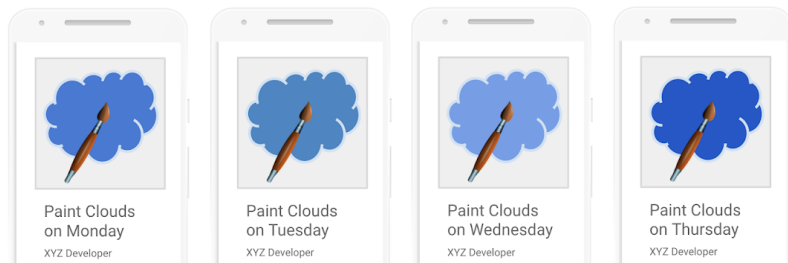 Paint Clouds
on Monday
XYZ Developer
Paint Clouds
on Tuesday
XYZ Developer
Paint Clouds
on Wednesday
XYZ Developer
Paint Clouds
on Thursday
XYZ Developer